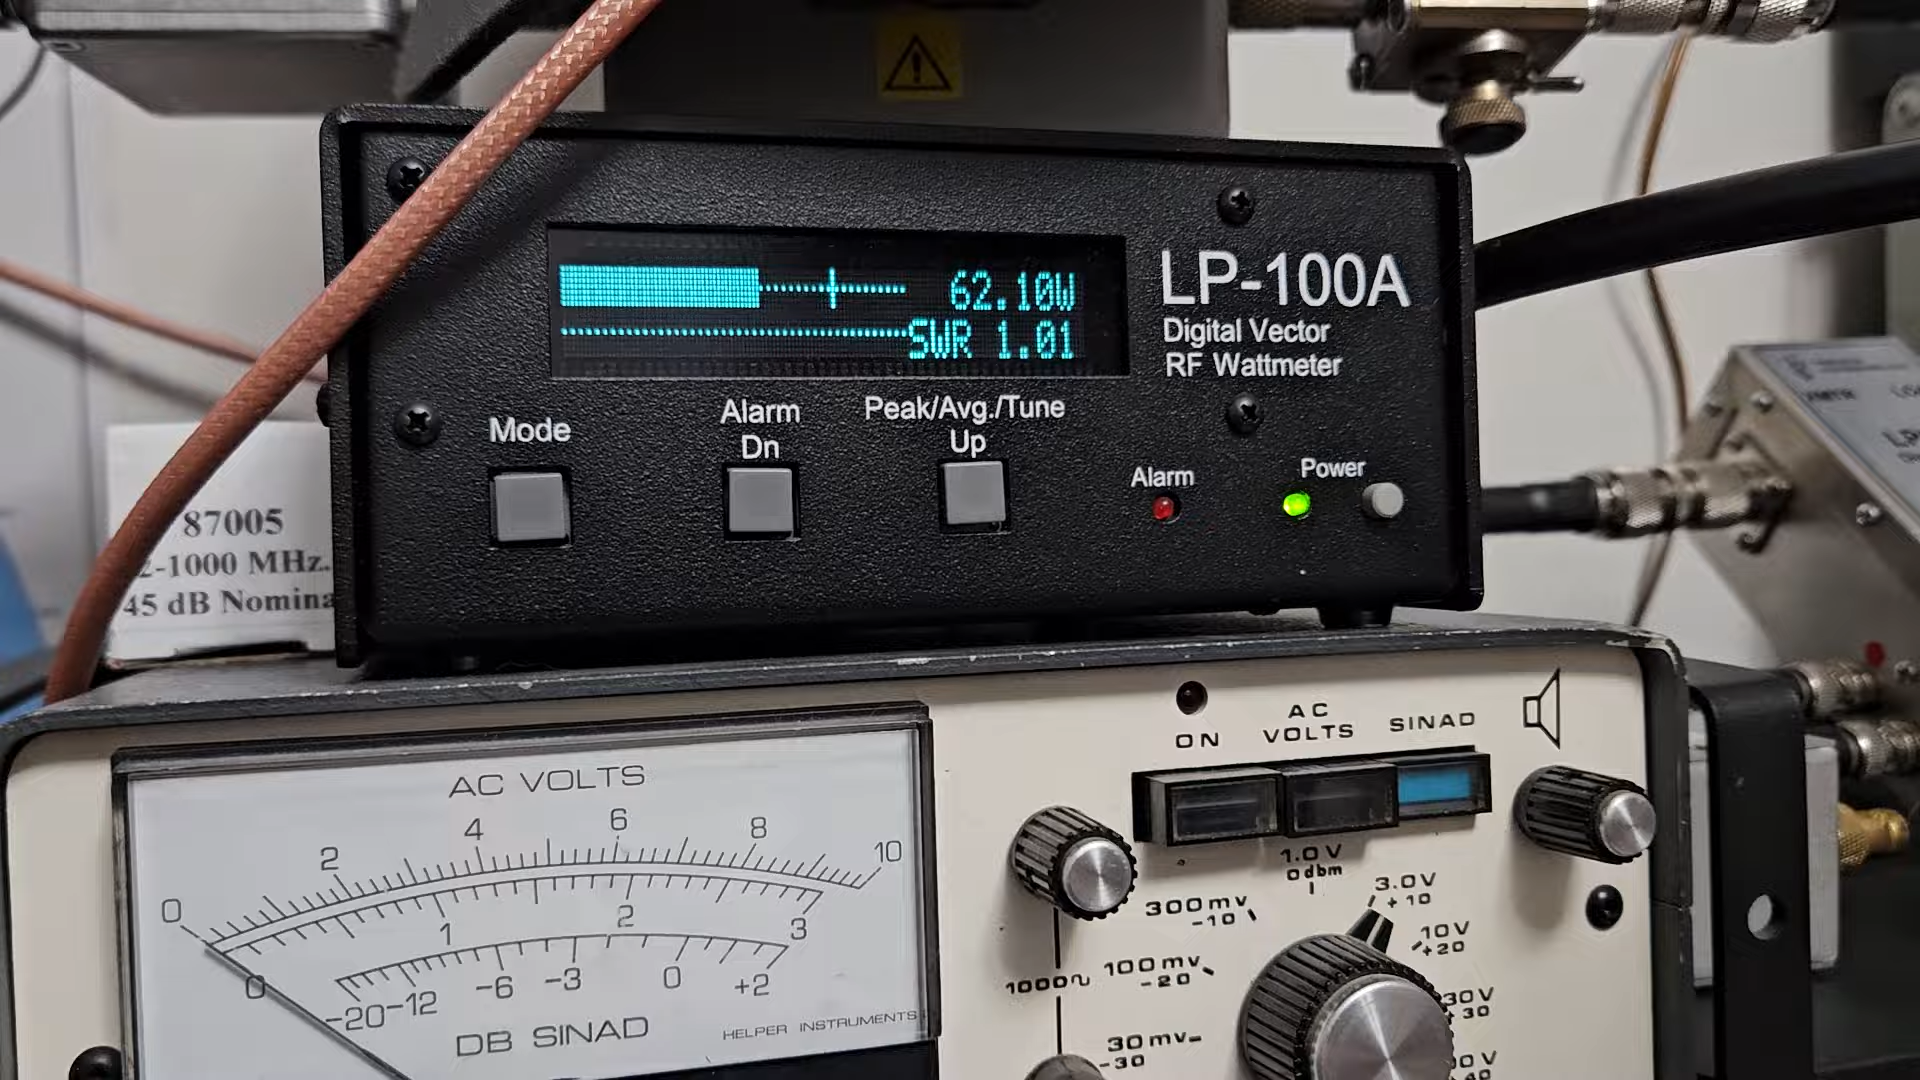 62.10W
SWR 1.01
LP-100A
Digital Vector
RF Wattmeter
Mode
Alarm
Dn
Peak/Avg./Tune
Up
Alarm
Power
87005
-1000 MHz.
45 dB Nomina
ON
AC
VOLTS
SINAD
AC VOLTS
0 2 4 6 8 10
0 1 2 3
-20 -12 -6 -3 0 +2
DB SINAD
HELPER INSTRUMENTS
1.0 V
0 dbm
3.0 V
+10
300 mv
-10
10 V
+20
1000
100 mv
-20
30 V
+30
30 mv
-30